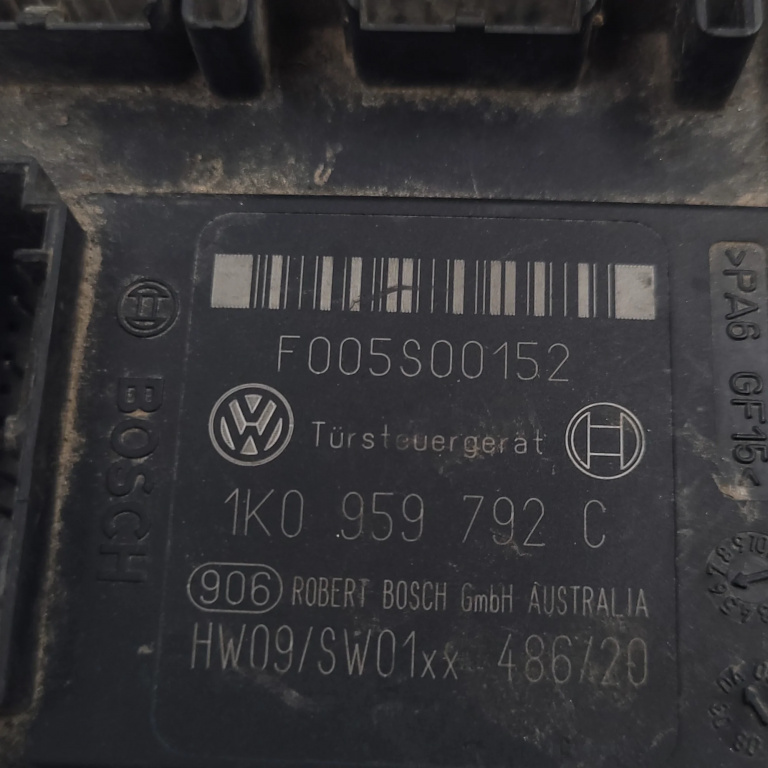 F005S00152
Türsteuergerät
1K0 959 792 C
906 ROBERT BOSCH GmbH AUSTRALIA
HW09/SW01xx 486/20
BOSCH
>PA6 GF15<